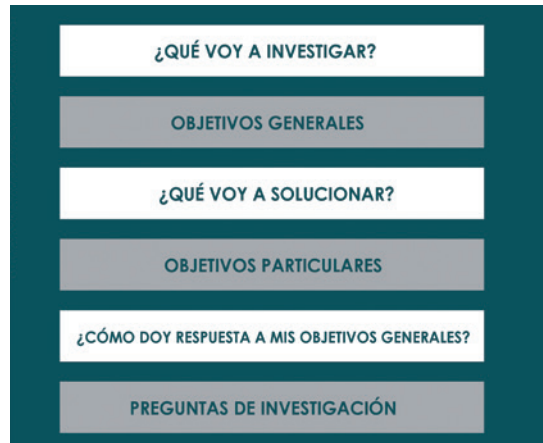 ¿QUÉ VOY A INVESTIGAR?
OBJETIVOS GENERALES
¿QUÉ VOY A SOLUCIONAR?
OBJETIVOS PARTICULARES
¿CÓMO DOY RESPUESTA A MIS OBJETIVOS GENERALES?
PREGUNTAS DE INVESTIGACIÓN